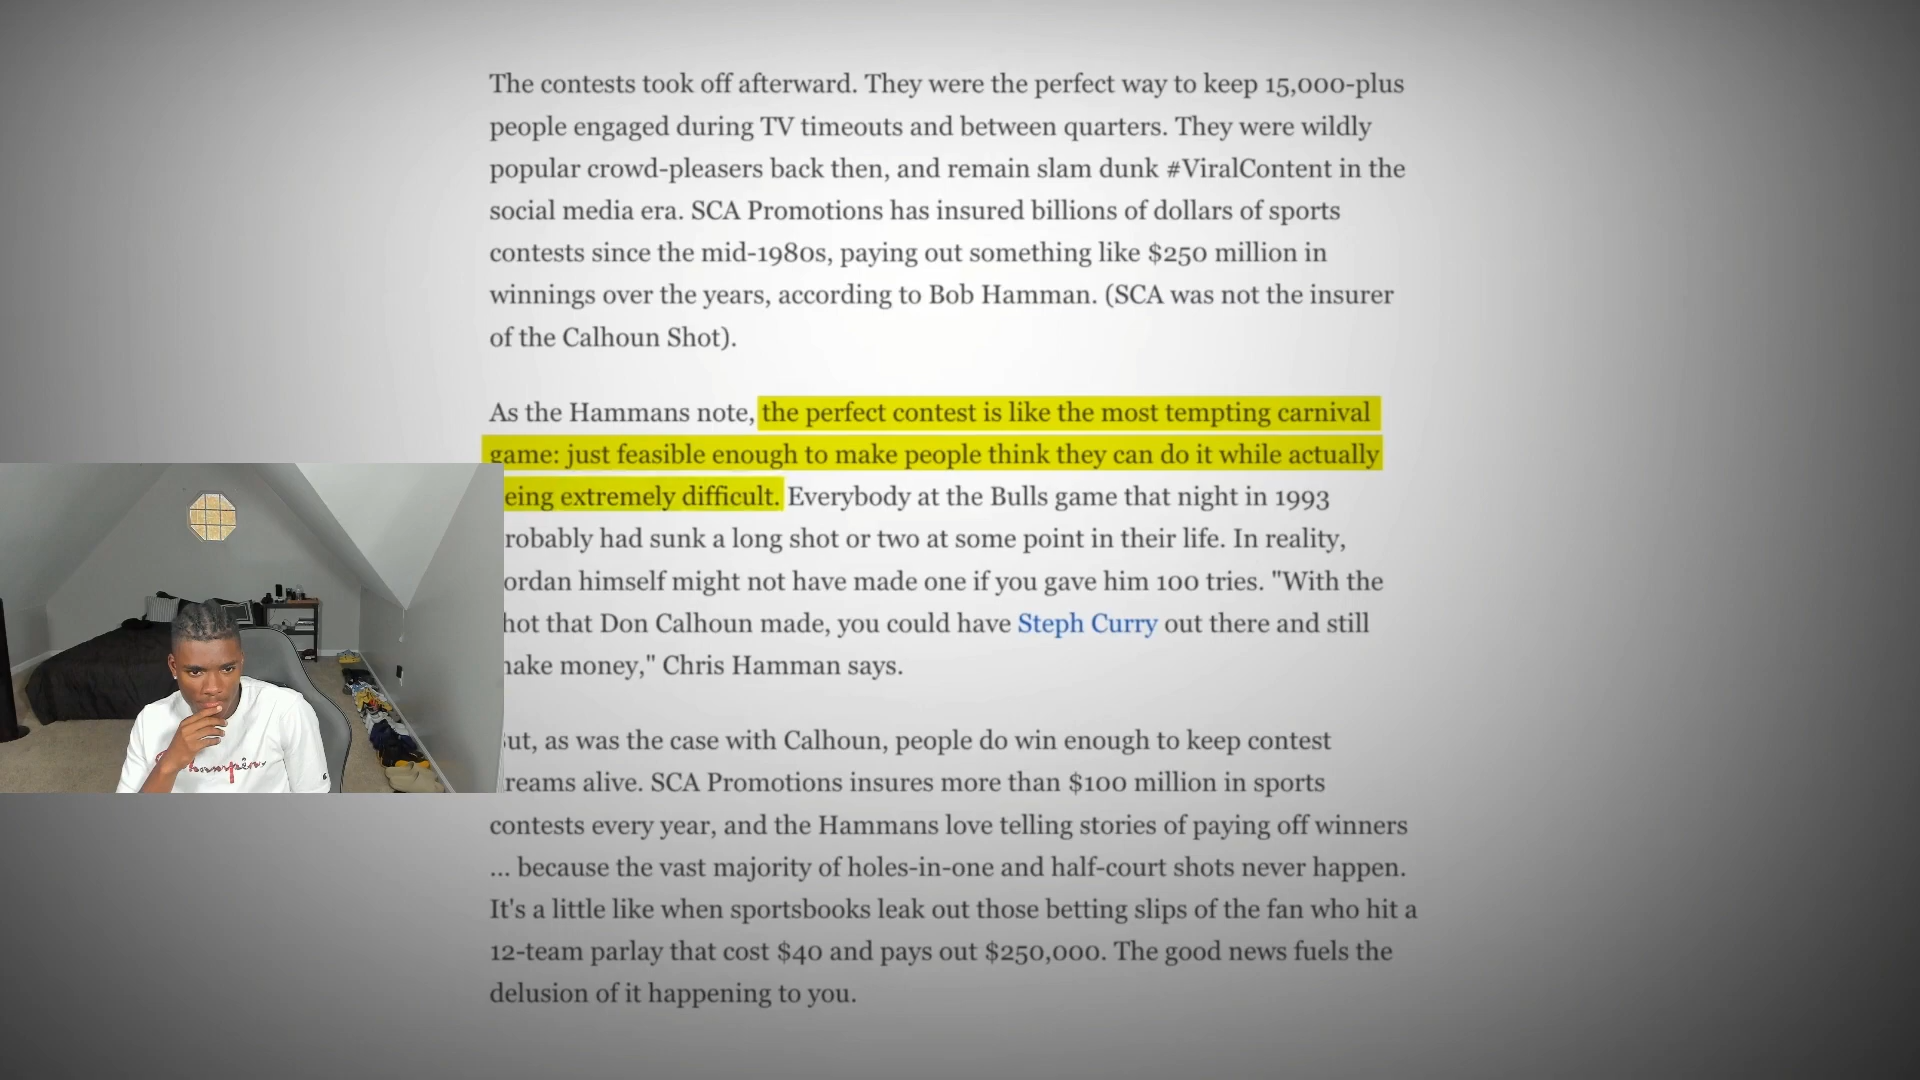 The contests took off afterward. They were the perfect way to keep 15,000-plus
people engaged during TV timeouts and between quarters. They were wildly
popular crowd-pleasers back then, and remain slam dunk #ViralContent in the
social media era. SCA Promotions has insured billions of dollars of sports
contests since the mid-1980s, paying out something like $250 million in
winnings over the years, according to Bob Hamman. (SCA was not the insurer
of the Calhoun Shot).
As the Hammans note, the perfect contest is like the most tempting carnival
game: just feasible enough to make people think they can do it while actually
eing extremely difficult. Everybody at the Bulls game that night in 1993
robably had sunk a long shot or two at some point in their life. In reality,
ordan himself might not have made one if you gave him 100 tries. "With the
hot that Don Calhoun made, you could have Steph Curry out there and still
ake money," Chris Hamman says.
ut, as was the case with Calhoun, people do win enough to keep contest
reams alive. SCA Promotions insures more than $100 million in sports
contests every year, and the Hammans love telling stories of paying off winners
... because the vast majority of holes-in-one and half-court shots never happen.
It's a little like when sportsbooks leak out those betting slips of the fan who hit a
12-team parlay that cost $40 and pays out $250,000. The good news fuels the
delusion of it happening to you.
Champion